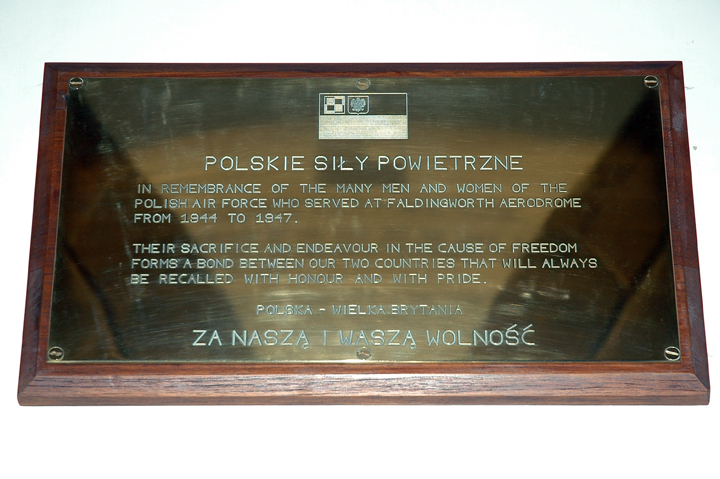 POLSKIE SIŁY POWIETRZNE
IN REMEMBRANCE OF THE MANY MEN AND WOMEN OF THE
POLISH AIR FORCE WHO SERVED AT FALDINGWORTH AERODROME
FROM 1944 TO 1947.
THEIR SACRIFICE AND ENDEAVOUR IN THE CAUSE OF FREEDOM
FORMS A BOND BETWEEN OUR TWO COUNTRIES THAT WILL ALWAYS
BE RECALLED WITH HONOUR AND WITH PRIDE.
POLSKA - WIELKA BRYTANIA
ZA NASZĄ I WASZĄ WOLNOŚĆ